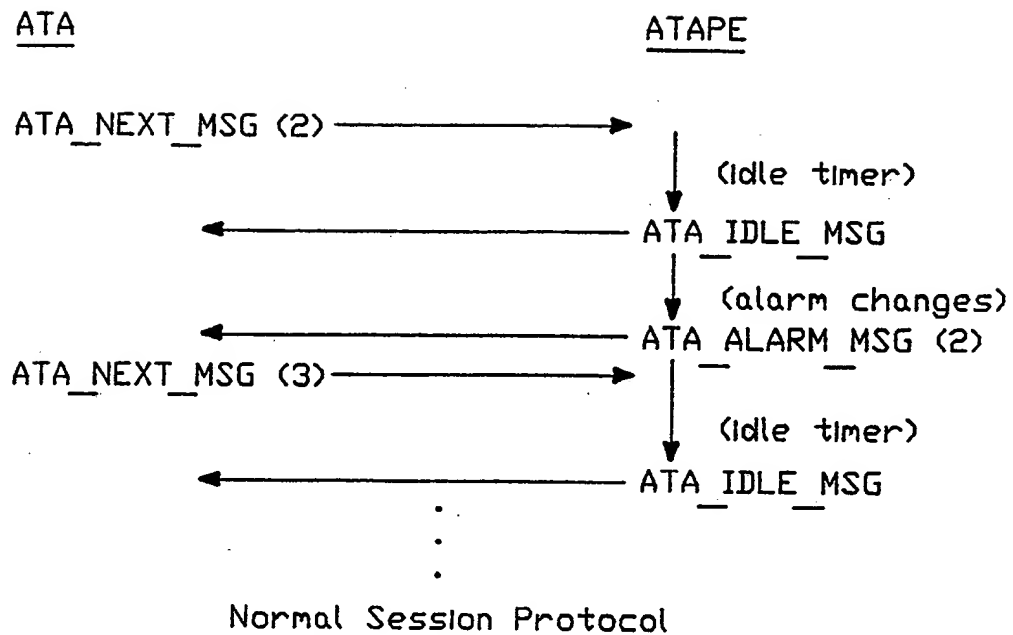 ATA
ATAPE
ATA_NEXT_MSG (2)
(idle timer)
ATA_IDLE_MSG
(alarm changes)
ATA_ALARM_MSG (2)
ATA_NEXT_MSG (3)
(idle timer)
ATA_IDLE_MSG
Normal Session Protocol